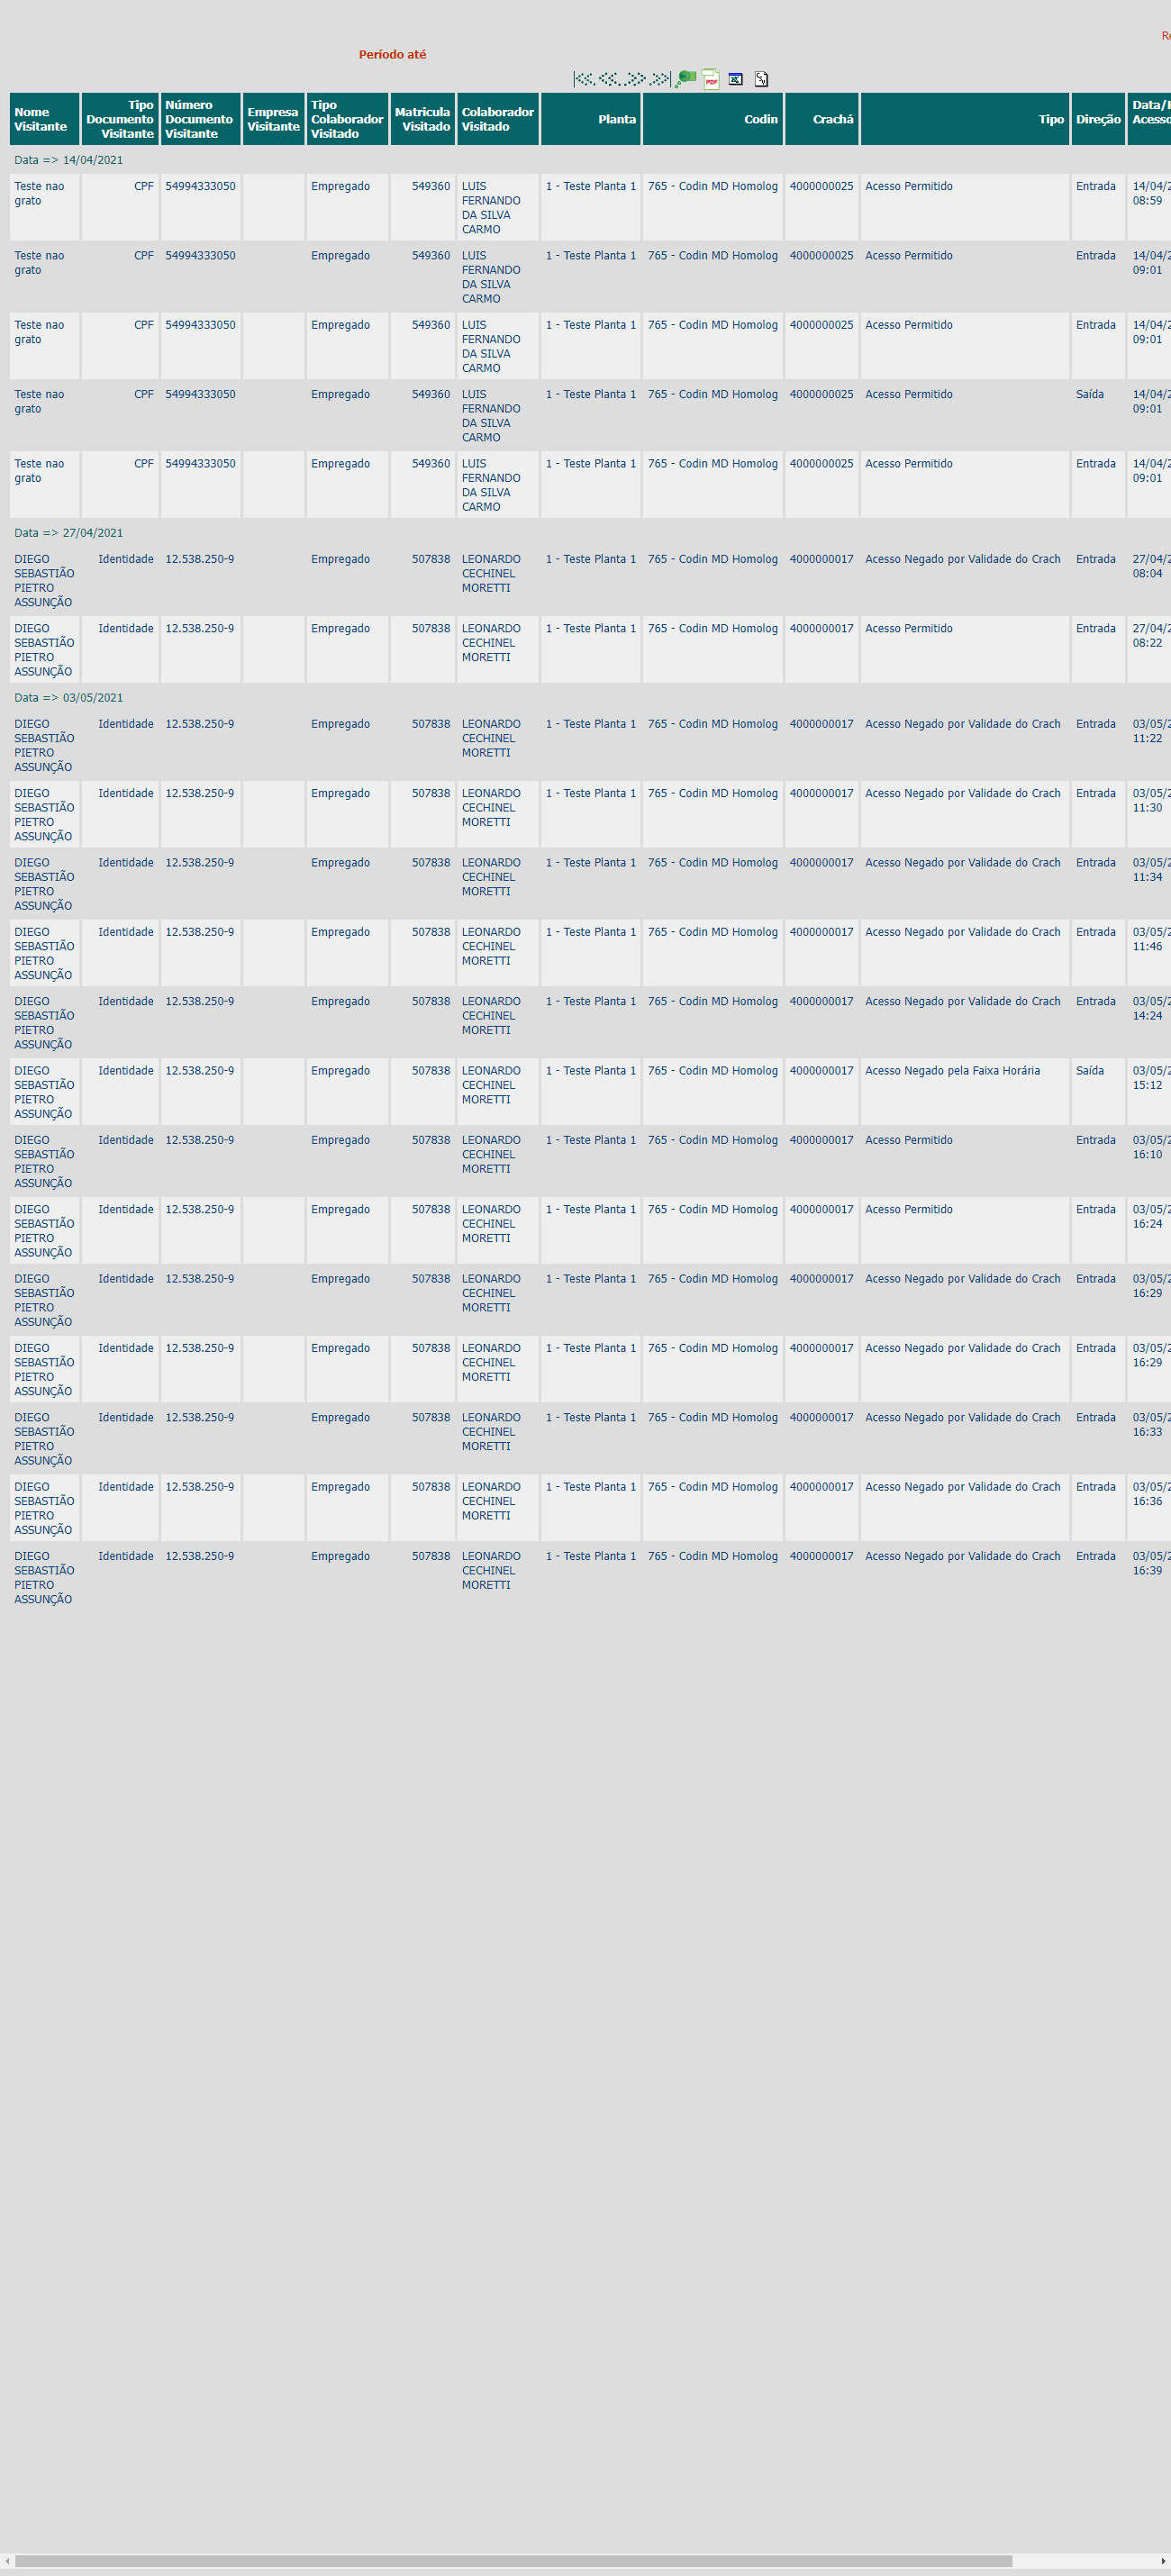 Re
Período até
PDF
Nome Visitante Tipo Documento Visitante Número Documento Visitante Empresa Visitante Tipo Colaborador Visitado Matricula Visitado Colaborador Visitado Planta Codin Crachá Tipo Direção Data/H Acesso
Data => 14/04/2021
Teste nao grato CPF 54994333050 Empregado 549360 LUIS FERNANDO DA SILVA CARMO 1 - Teste Planta 1 765 - Codin MD Homolog 4000000025 Acesso Permitido Entrada 14/04/2 08:59
Teste nao grato CPF 54994333050 Empregado 549360 LUIS FERNANDO DA SILVA CARMO 1 - Teste Planta 1 765 - Codin MD Homolog 4000000025 Acesso Permitido Entrada 14/04/2 09:01
Teste nao grato CPF 54994333050 Empregado 549360 LUIS FERNANDO DA SILVA CARMO 1 - Teste Planta 1 765 - Codin MD Homolog 4000000025 Acesso Permitido Entrada 14/04/2 09:01
Teste nao grato CPF 54994333050 Empregado 549360 LUIS FERNANDO DA SILVA CARMO 1 - Teste Planta 1 765 - Codin MD Homolog 4000000025 Acesso Permitido Saída 14/04/2 09:01
Teste nao grato CPF 54994333050 Empregado 549360 LUIS FERNANDO DA SILVA CARMO 1 - Teste Planta 1 765 - Codin MD Homolog 4000000025 Acesso Permitido Entrada 14/04/2 09:01
Data => 27/04/2021
DIEGO SEBASTIÃO PIETRO ASSUNÇÃO Identidade 12.538.250-9 Empregado 507838 LEONARDO CECHINEL MORETTI 1 - Teste Planta 1 765 - Codin MD Homolog 4000000017 Acesso Negado por Validade do Crach Entrada 27/04/2 08:04
DIEGO SEBASTIÃO PIETRO ASSUNÇÃO Identidade 12.538.250-9 Empregado 507838 LEONARDO CECHINEL MORETTI 1 - Teste Planta 1 765 - Codin MD Homolog 4000000017 Acesso Permitido Entrada 27/04/2 08:22
Data => 03/05/2021
DIEGO SEBASTIÃO PIETRO ASSUNÇÃO Identidade 12.538.250-9 Empregado 507838 LEONARDO CECHINEL MORETTI 1 - Teste Planta 1 765 - Codin MD Homolog 4000000017 Acesso Negado por Validade do Crach Entrada 03/05/2 11:22
DIEGO SEBASTIÃO PIETRO ASSUNÇÃO Identidade 12.538.250-9 Empregado 507838 LEONARDO CECHINEL MORETTI 1 - Teste Planta 1 765 - Codin MD Homolog 4000000017 Acesso Negado por Validade do Crach Entrada 03/05/2 11:30
DIEGO SEBASTIÃO PIETRO ASSUNÇÃO Identidade 12.538.250-9 Empregado 507838 LEONARDO CECHINEL MORETTI 1 - Teste Planta 1 765 - Codin MD Homolog 4000000017 Acesso Negado por Validade do Crach Entrada 03/05/2 11:34
DIEGO SEBASTIÃO PIETRO ASSUNÇÃO Identidade 12.538.250-9 Empregado 507838 LEONARDO CECHINEL MORETTI 1 - Teste Planta 1 765 - Codin MD Homolog 4000000017 Acesso Negado por Validade do Crach Entrada 03/05/2 11:46
DIEGO SEBASTIÃO PIETRO ASSUNÇÃO Identidade 12.538.250-9 Empregado 507838 LEONARDO CECHINEL MORETTI 1 - Teste Planta 1 765 - Codin MD Homolog 4000000017 Acesso Negado por Validade do Crach Entrada 03/05/2 14:24
DIEGO SEBASTIÃO PIETRO ASSUNÇÃO Identidade 12.538.250-9 Empregado 507838 LEONARDO CECHINEL MORETTI 1 - Teste Planta 1 765 - Codin MD Homolog 4000000017 Acesso Negado pela Faixa Horária Saída 03/05/2 15:12
DIEGO SEBASTIÃO PIETRO ASSUNÇÃO Identidade 12.538.250-9 Empregado 507838 LEONARDO CECHINEL MORETTI 1 - Teste Planta 1 765 - Codin MD Homolog 4000000017 Acesso Permitido Entrada 03/05/2 16:10
DIEGO SEBASTIÃO PIETRO ASSUNÇÃO Identidade 12.538.250-9 Empregado 507838 LEONARDO CECHINEL MORETTI 1 - Teste Planta 1 765 - Codin MD Homolog 4000000017 Acesso Permitido Entrada 03/05/2 16:24
DIEGO SEBASTIÃO PIETRO ASSUNÇÃO Identidade 12.538.250-9 Empregado 507838 LEONARDO CECHINEL MORETTI 1 - Teste Planta 1 765 - Codin MD Homolog 4000000017 Acesso Negado por Validade do Crach Entrada 03/05/2 16:29
DIEGO SEBASTIÃO PIETRO ASSUNÇÃO Identidade 12.538.250-9 Empregado 507838 LEONARDO CECHINEL MORETTI 1 - Teste Planta 1 765 - Codin MD Homolog 4000000017 Acesso Negado por Validade do Crach Entrada 03/05/2 16:29
DIEGO SEBASTIÃO PIETRO ASSUNÇÃO Identidade 12.538.250-9 Empregado 507838 LEONARDO CECHINEL MORETTI 1 - Teste Planta 1 765 - Codin MD Homolog 4000000017 Acesso Negado por Validade do Crach Entrada 03/05/2 16:33
DIEGO SEBASTIÃO PIETRO ASSUNÇÃO Identidade 12.538.250-9 Empregado 507838 LEONARDO CECHINEL MORETTI 1 - Teste Planta 1 765 - Codin MD Homolog 4000000017 Acesso Negado por Validade do Crach Entrada 03/05/2 16:36
DIEGO SEBASTIÃO PIETRO ASSUNÇÃO Identidade 12.538.250-9 Empregado 507838 LEONARDO CECHINEL MORETTI 1 - Teste Planta 1 765 - Codin MD Homolog 4000000017 Acesso Negado por Validade do Crach Entrada 03/05/2 16:39